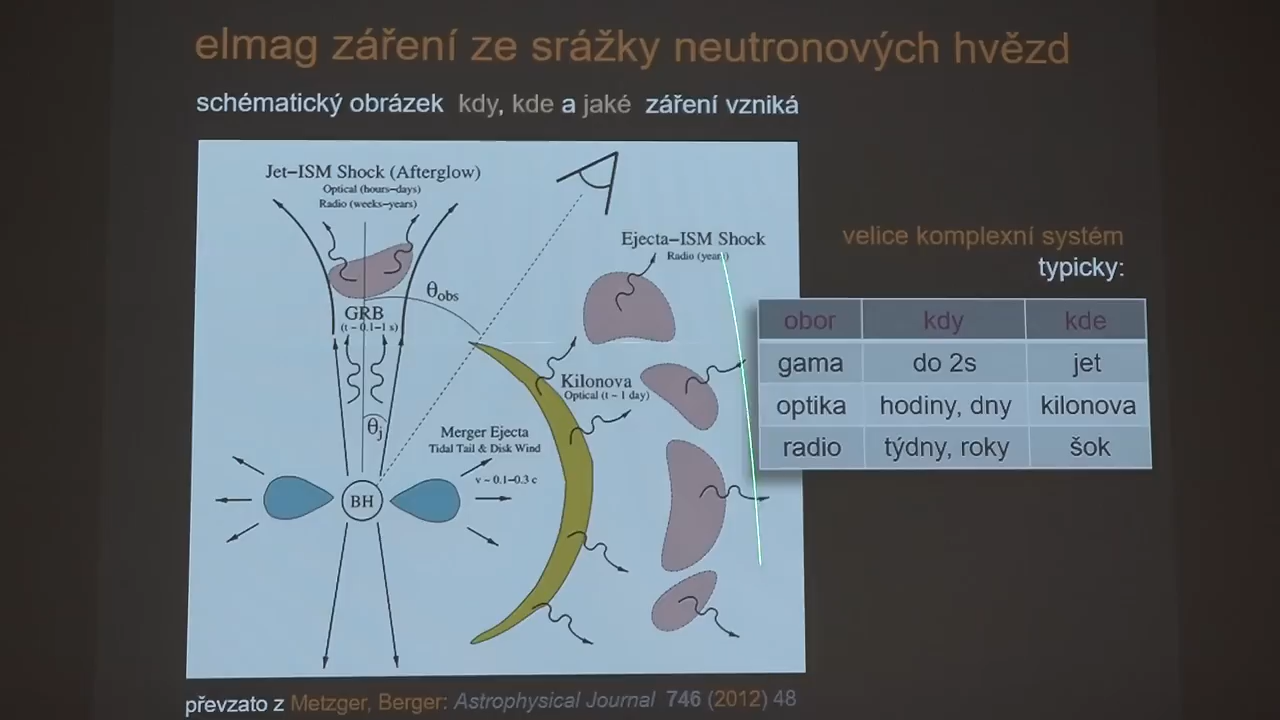 elmag záření ze srážky neutronových hvězd
schématický obrázek kdy, kde a jaké záření vzniká
Jet–ISM Shock (Afterglow)
Optical (hours–days)
Radio (weeks–years)
Ejecta–ISM Shock
Radio (years)
θobs
GRB
(t ~ 0.1–1 s)
Kilonova
Optical (t ~ 1 day)
θj
Merger Ejecta
Tidal Tail & Disk Wind
v ~ 0.1–0.3 c
BH
velice komplexní systém
typicky:
obor kdy kde
gama do 2s jet
optika hodiny, dny kilonova
radio týdny, roky šok
převzato z Metzger, Berger: Astrophysical Journal 746 (2012) 48